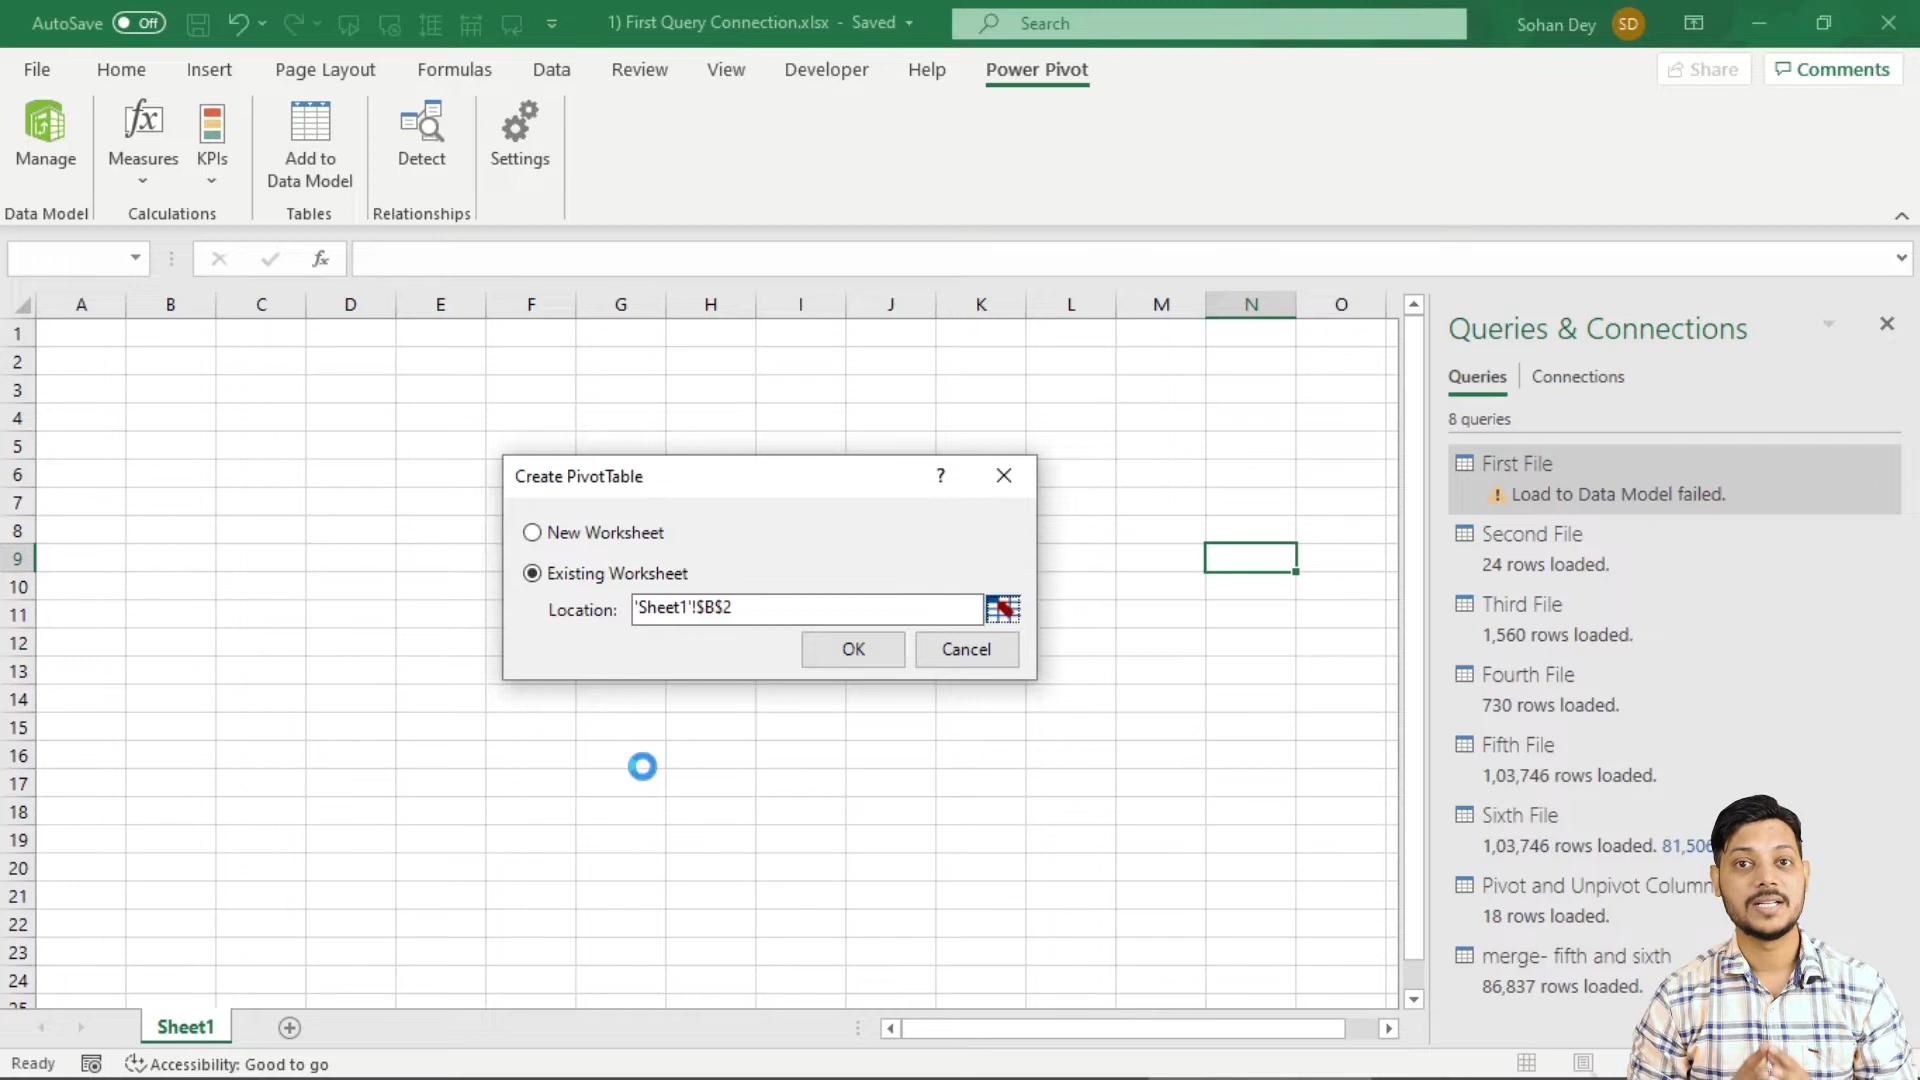 AutoSave Off 1) First Query Connection.xlsx - Saved Search Sohan Dey SD
File Home Insert Page Layout Formulas Data Review View Developer Help Power Pivot Share Comments
Manage Measures KPIs Add to Data Model Detect Settings
Data Model Calculations Tables Relationships
fx
A B C D E F G H I J K L M N O
1
2
3
4
5
6
7
8
9
10
11
12
13
14
15
16
17
18
19
20
21
22
23
24
25
Create PivotTable ?
New Worksheet
Existing Worksheet
Location: 'Sheet1'!$B$2
OK Cancel
Queries & Connections
Queries Connections
8 queries
First File
Load to Data Model failed.
Second File
24 rows loaded.
Third File
1,560 rows loaded.
Fourth File
730 rows loaded.
Fifth File
1,03,746 rows loaded.
Sixth File
1,03,746 rows loaded. 81,506
Pivot and Unpivot Column
18 rows loaded.
merge- fifth and sixth
86,837 rows loaded.
Sheet1
Ready Accessibility: Good to go